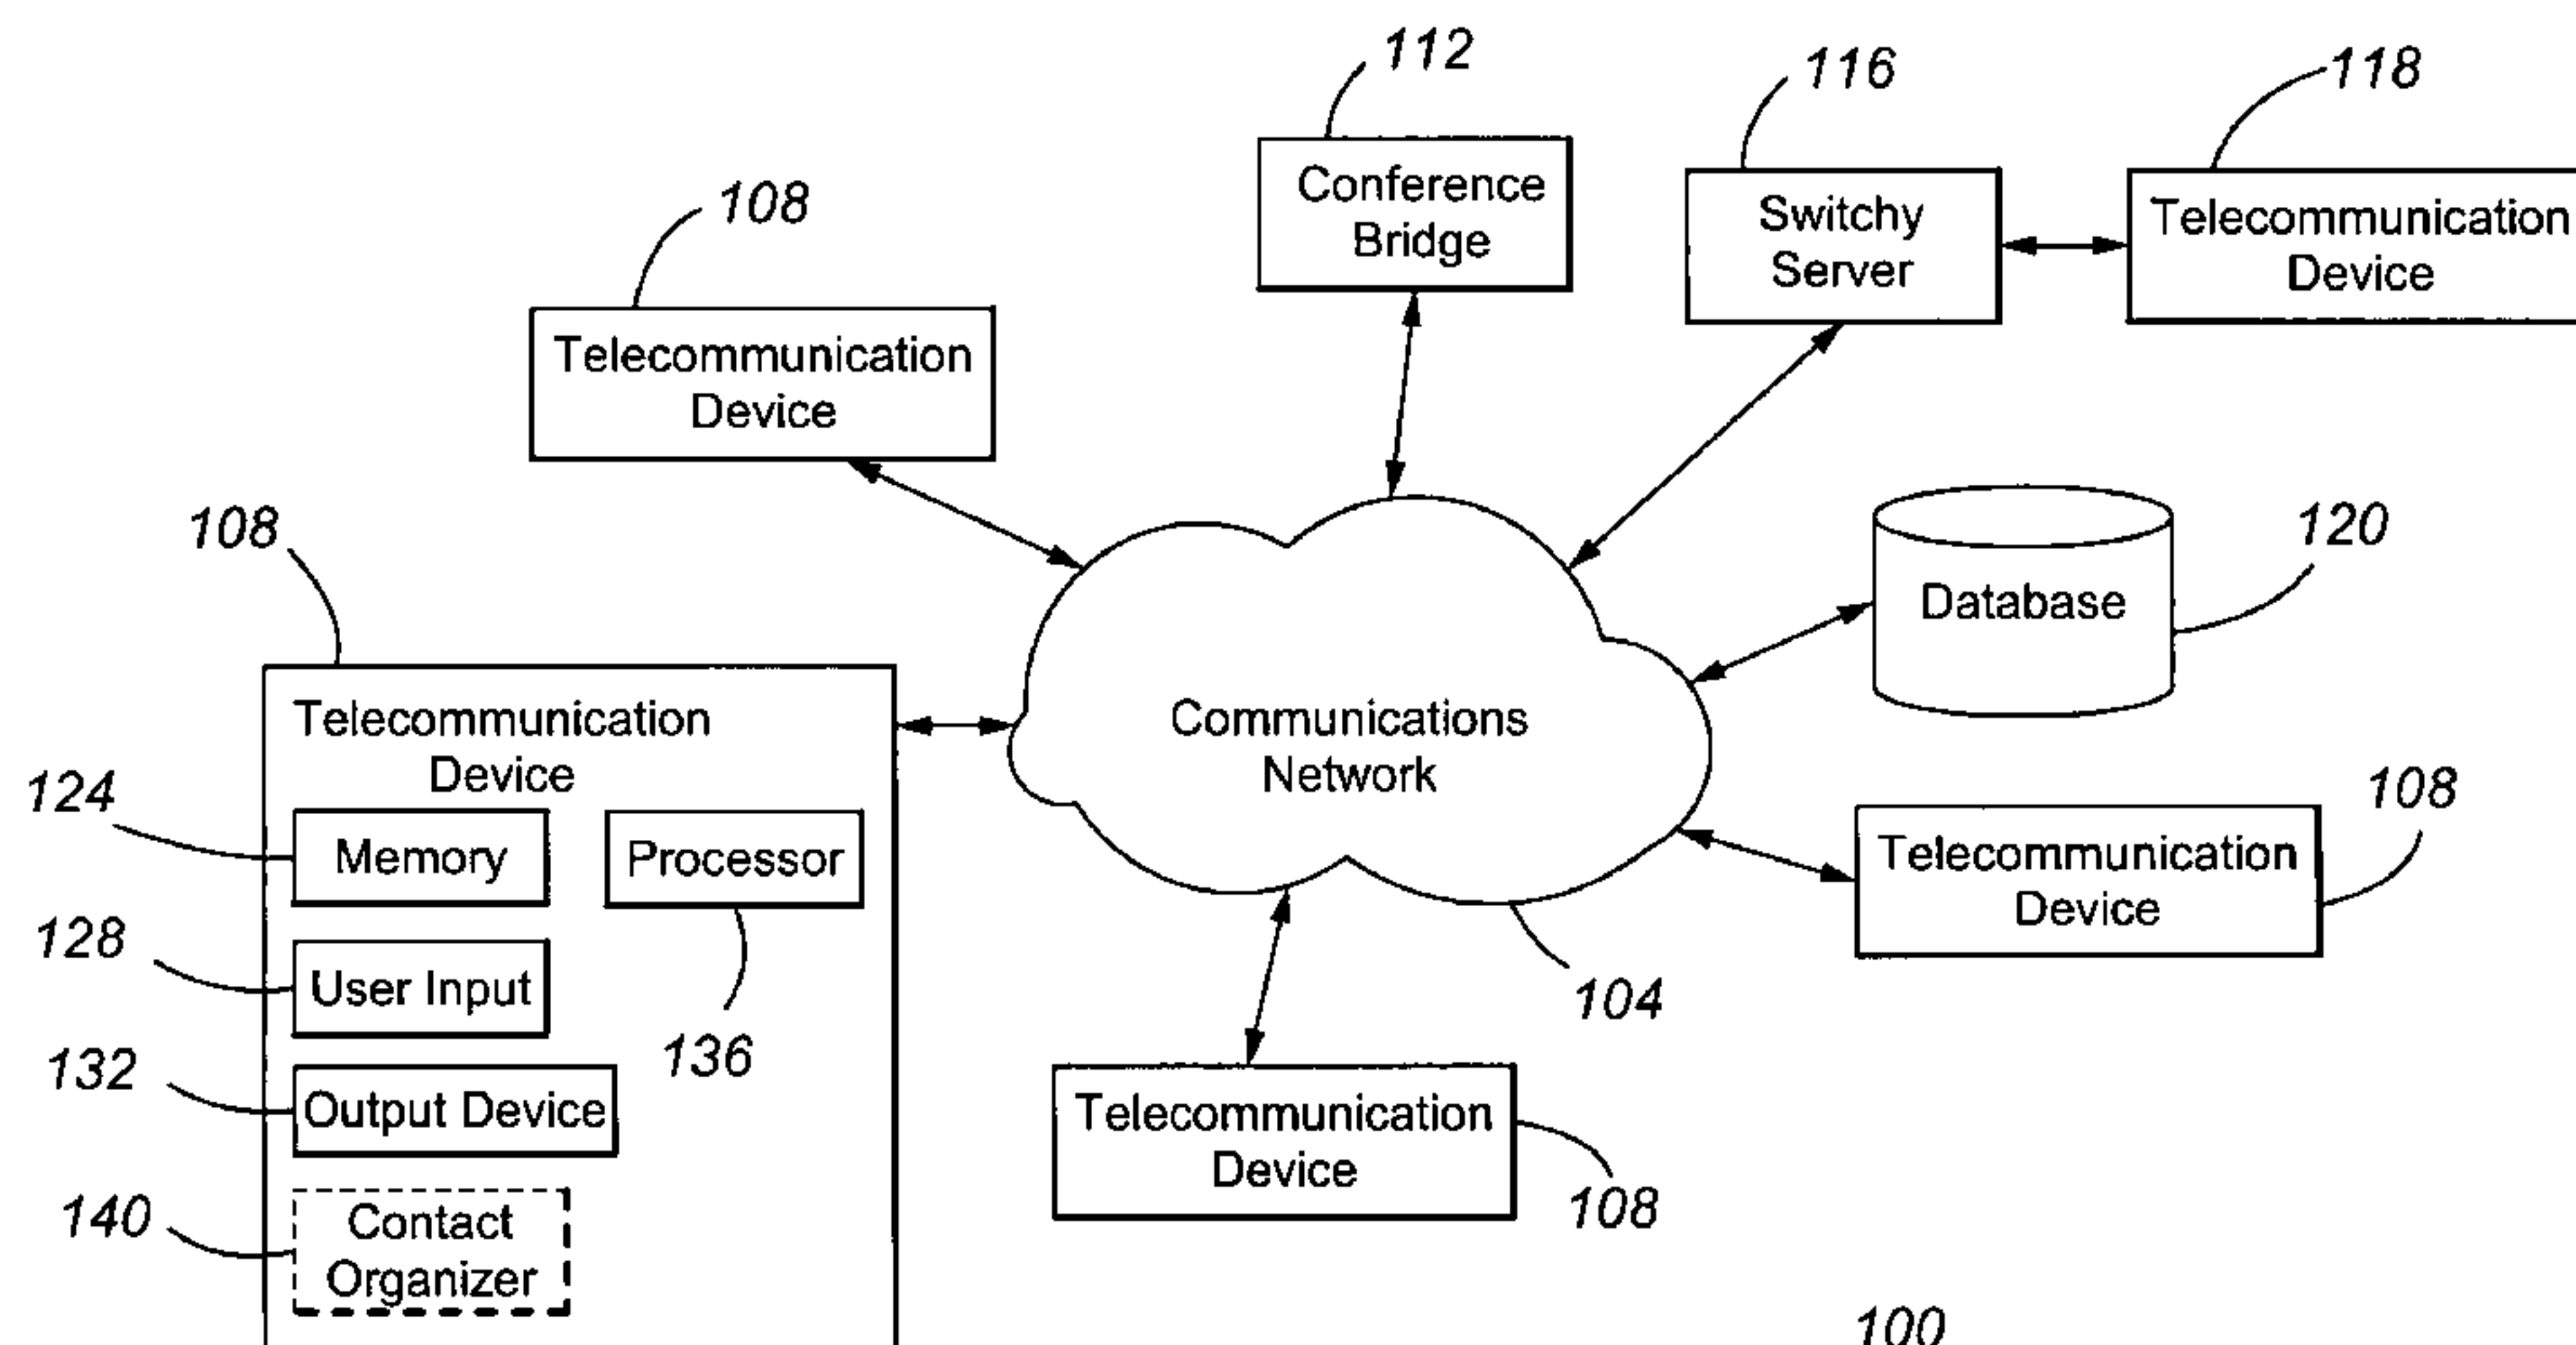 112
116
118
Conference
Bridge
Switchy
Server
Telecommunication
Device
108
Telecommunication
Device
108
120
Database
Telecommunication
Device
Communications
Network
124
Memory
Processor
108
Telecommunication
Device
128
User Input
104
136
132
Output Device
Telecommunication
Device
108
140
Contact
Organizer
100